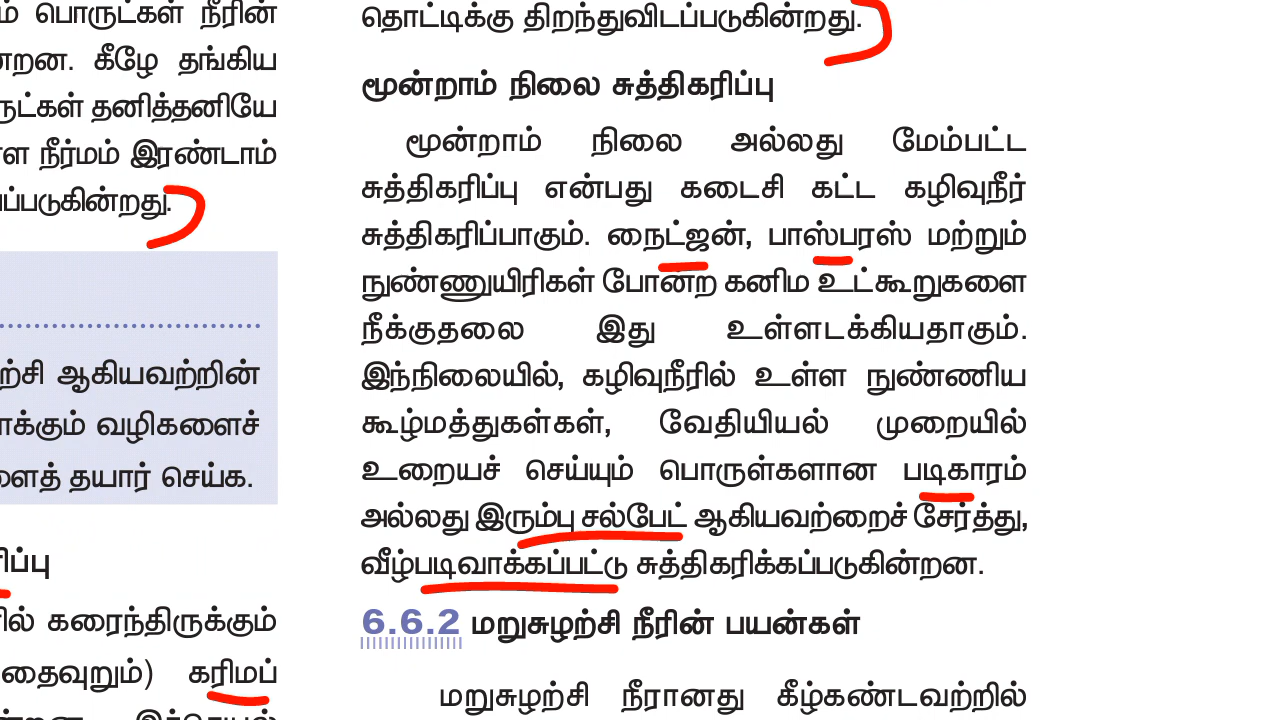 ம் பொருட்கள் நீரின்
ன்றன. கீழே தங்கிய
ருட்கள் தனித்தனியே
ள நீர்மம் இரண்டாம்
ப்படுகின்றது.
ற்சி ஆகியவற்றின்
ாக்கும் வழிகளைச்
ளைத் தயார் செய்க.
ரிப்பு
ில் கரைந்திருக்கும்
தைவுறும்) கரிமப்
தொட்டிக்கு திறந்துவிடப்படுகின்றது.
மூன்றாம் நிலை சுத்திகரிப்பு
மூன்றாம் நிலை அல்லது மேம்பட்ட
சுத்திகரிப்பு என்பது கடைசி கட்ட கழிவுநீர்
சுத்திகரிப்பாகும். நைட்ஜன், பாஸ்பரஸ் மற்றும்
நுண்ணுயிரிகள் போன்ற கனிம உட்கூறுகளை
நீக்குதலை இது உள்ளடக்கியதாகும்.
இந்நிலையில், கழிவுநீரில் உள்ள நுண்ணிய
கூழ்மத்துகள்கள், வேதியியல் முறையில்
உறையச் செய்யும் பொருள்களான படிகாரம்
அல்லது இரும்பு சல்பேட் ஆகியவற்றைச் சேர்த்து,
வீழ்படிவாக்கப்பட்டு சுத்திகரிக்கப்படுகின்றன.
6.6.2 மறுசுழற்சி நீரின் பயன்கள்
மறுசுழற்சி நீரானது கீழ்கண்டவற்றில்